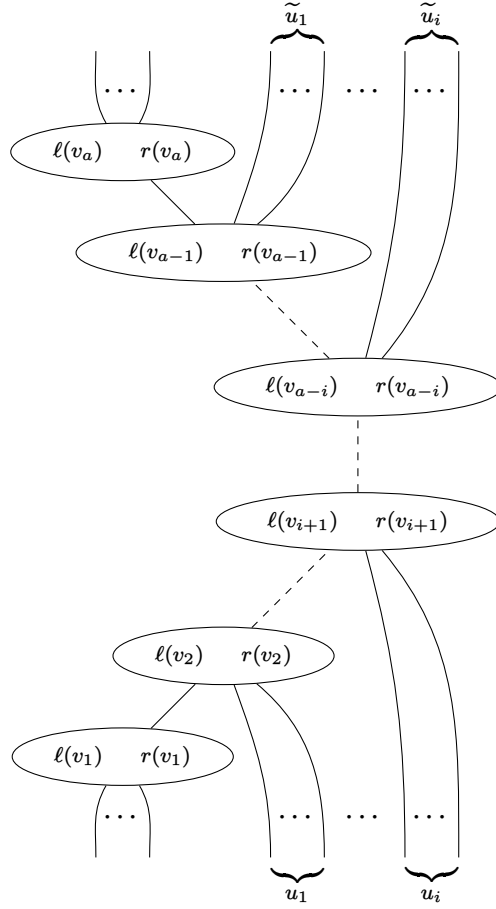 ũ₁ ũᵢ
⋯ ⋯ ⋯ ⋯
ℓ(vₐ) r(vₐ)
ℓ(vₐ₋₁) r(vₐ₋₁)
ℓ(vₐ₋ᵢ) r(vₐ₋ᵢ)
ℓ(vᵢ₊₁) r(vᵢ₊₁)
ℓ(v₂) r(v₂)
ℓ(v₁) r(v₁)
⋯ ⋯ ⋯ ⋯
u₁ uᵢ